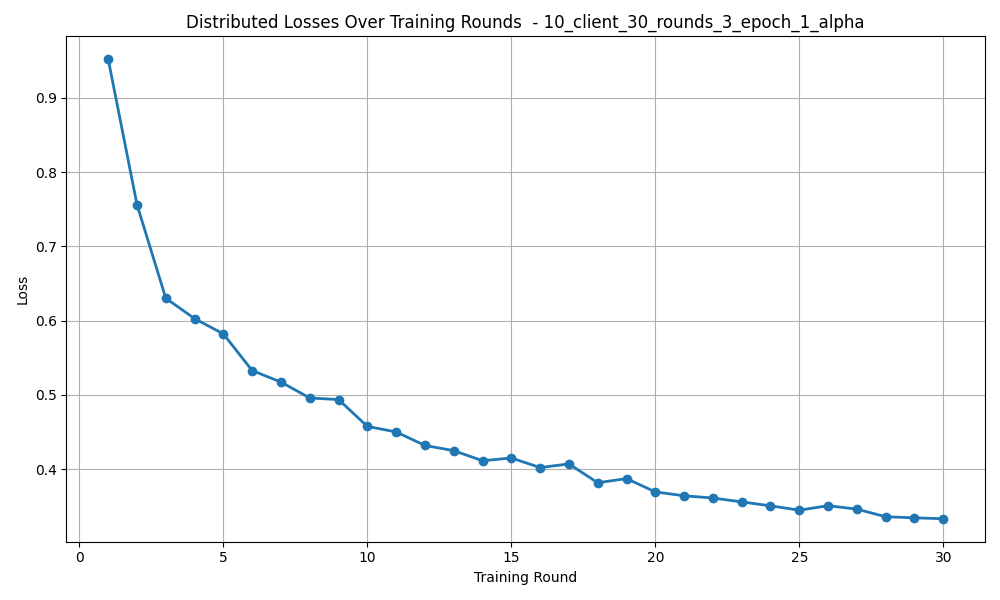 Distributed Losses Over Training Rounds  - 10_client_30_rounds_3_epoch_1_alpha
0.9
0.8
0.7
0.6
0.5
0.4
Loss
0 5 10 15 20 25 30
Training Round